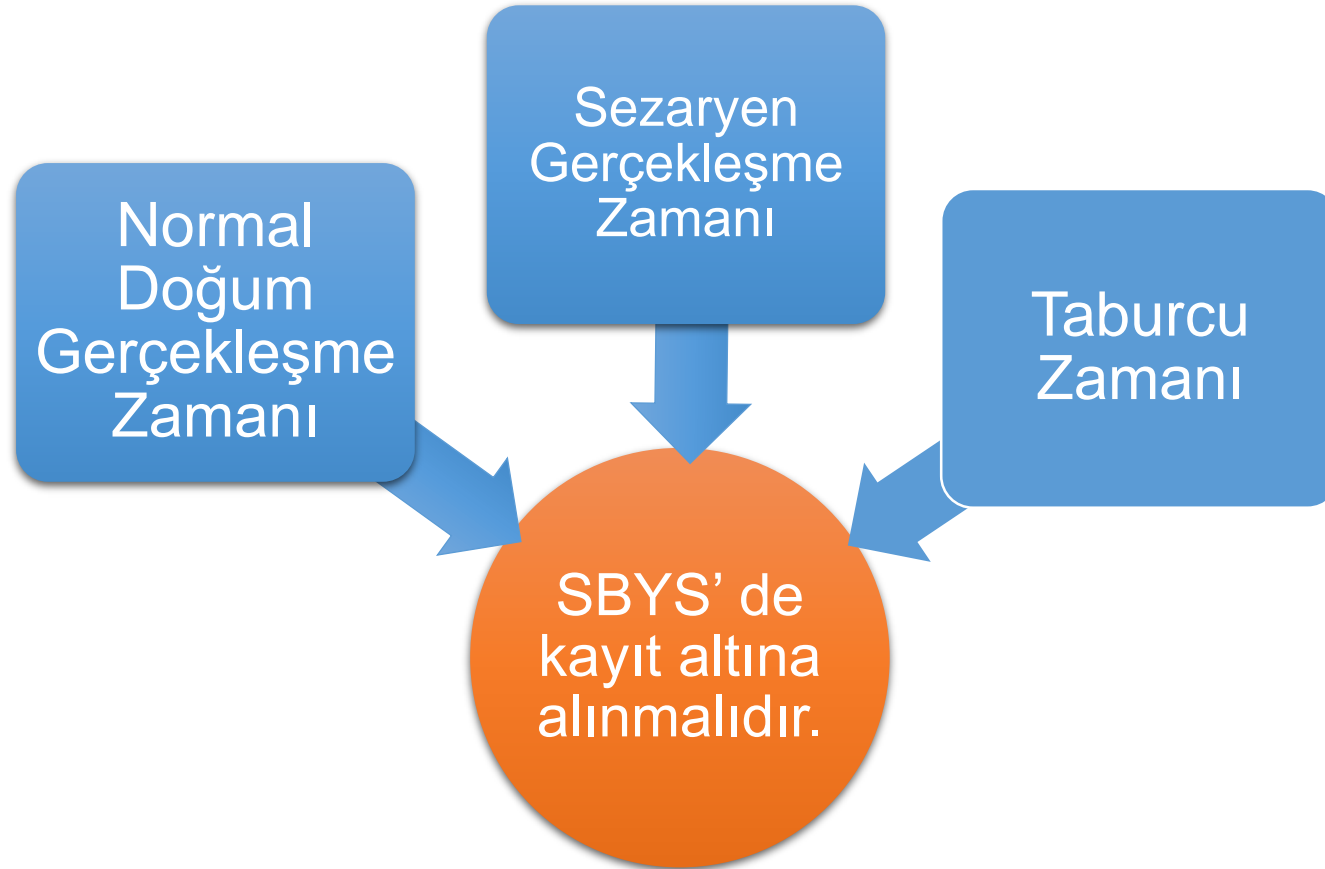 Normal
Doğum
Gerçekleşme
Zamanı
Sezaryen
Gerçekleşme
Zamanı
Taburcu
Zamanı
SBYS’ de
kayıt altına
alınmalıdır.